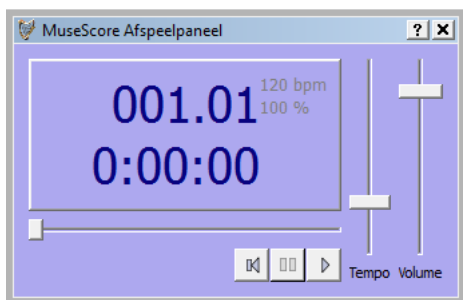 MuseScore Afspeelpaneel
001.01
120 bpm
100 %
0:00:00
Tempo Volume